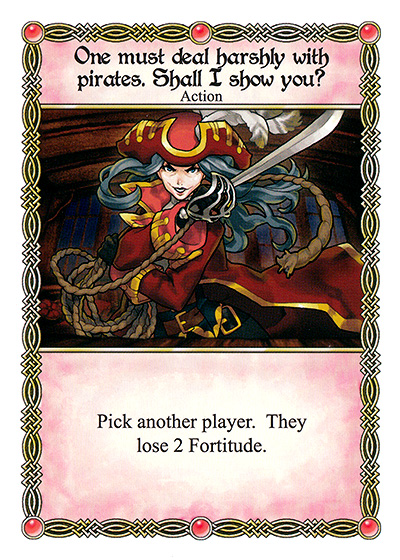 One must deal harshly with
pirates. Shall I show you?
Action
Pick another player.  They
lose 2 Fortitude.